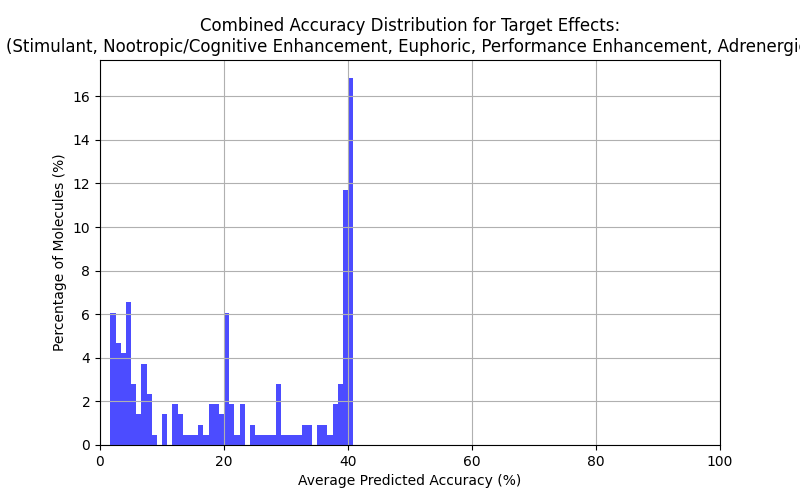 Combined Accuracy Distribution for Target Effects:
(Stimulant, Nootropic/Cognitive Enhancement, Euphoric, Performance Enhancement, Adrenergi
Percentage of Molecules (%)
16
14
12
10
8
6
4
2
0
0 20 40 60 80 100
Average Predicted Accuracy (%)